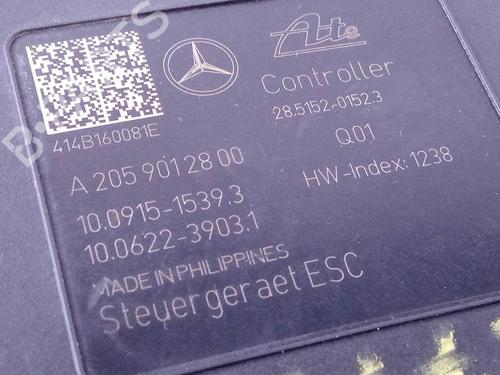 Ate
Controller
28.5152-0152.3
414B160081E
Q01
A 205 901 28 00
HW-Index: 1238
10.0915-1539.3
10.0622-3903.1
MADE IN PHILIPPINES
Steuergeraet ESC